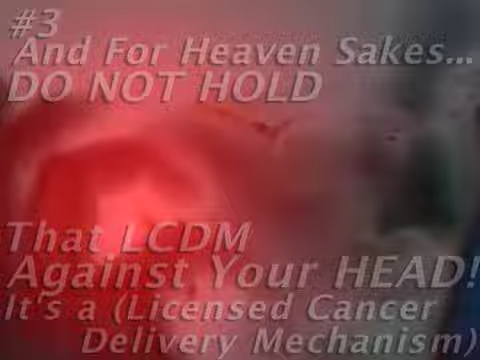 #3
And For Heaven Sakes...
DO NOT HOLD
That LCDM
Against Your HEAD!
It's a (Licensed Cancer
Delivery Mechanism)